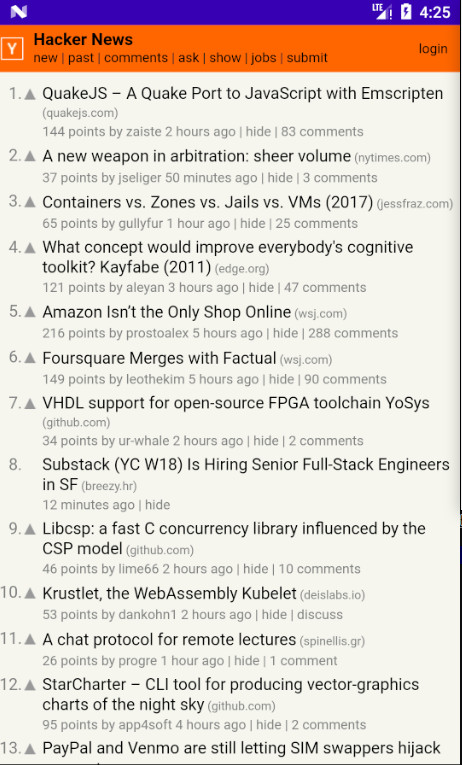 LTE 4:25
Y Hacker News
new | past | comments | ask | show | jobs | submit login
1. QuakeJS – A Quake Port to JavaScript with Emscripten
(quakejs.com)
144 points by zaiste 2 hours ago | hide | 83 comments
2. A new weapon in arbitration: sheer volume (nytimes.com)
37 points by jseliger 50 minutes ago | hide | 3 comments
3. Containers vs. Zones vs. Jails vs. VMs (2017) (jessfraz.com)
65 points by gullyfur 1 hour ago | hide | 25 comments
4. What concept would improve everybody's cognitive
toolkit? Kayfabe (2011) (edge.org)
121 points by aleyan 3 hours ago | hide | 47 comments
5. Amazon Isn't the Only Shop Online (wsj.com)
216 points by prostoalex 5 hours ago | hide | 288 comments
6. Foursquare Merges with Factual (wsj.com)
149 points by leothekim 5 hours ago | hide | 90 comments
7. VHDL support for open-source FPGA toolchain YoSys
(github.com)
34 points by ur-whale 2 hours ago | hide | 2 comments
8. Substack (YC W18) Is Hiring Senior Full-Stack Engineers
in SF (breezy.hr)
12 minutes ago | hide
9. Libcsp: a fast C concurrency library influenced by the
CSP model (github.com)
46 points by lime66 2 hours ago | hide | 10 comments
10. Krustlet, the WebAssembly Kubelet (deislabs.io)
53 points by dankohn1 2 hours ago | hide | discuss
11. A chat protocol for remote lectures (spinellis.gr)
26 points by progre 1 hour ago | hide | 1 comment
12. StarCharter – CLI tool for producing vector-graphics
charts of the night sky (github.com)
95 points by app4soft 4 hours ago | hide | 2 comments
13. PayPal and Venmo are still letting SIM swappers hijack